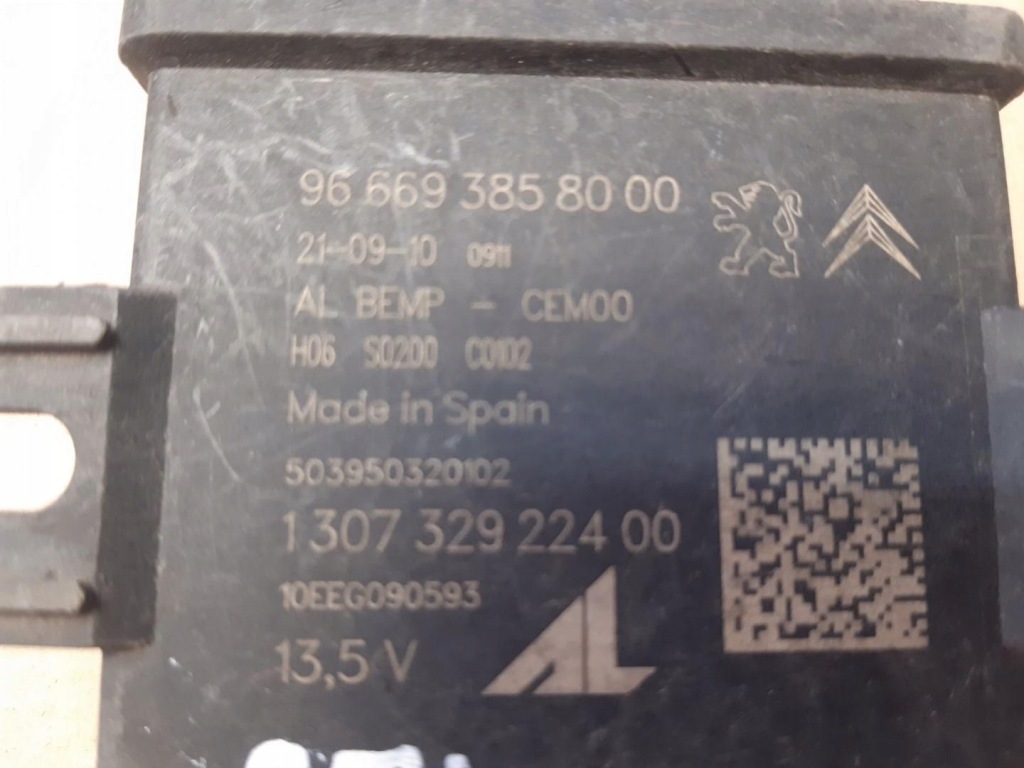 96 669 385 80 00
21-09-10 0911
AL BEMP - CEM00
H06 S0200 C0102
Made in Spain
503950320102
1 307 329 224 00
10EEG090593
13,5 V
AL